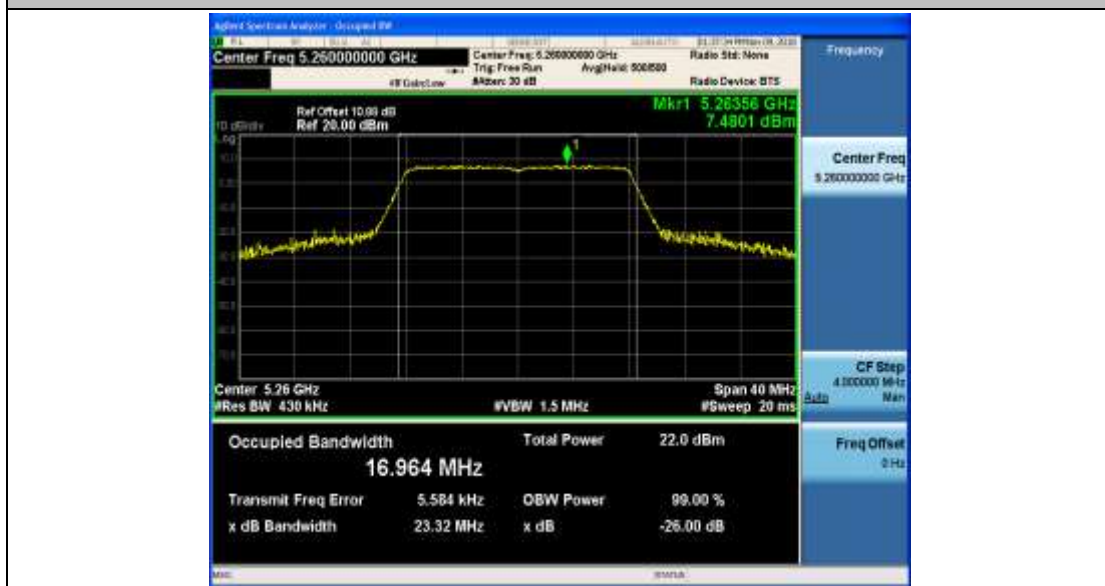 Agilent Spectrum Analyzer - Occupied BW
Center Freq 5.260000000 GHz
Center Freq: 5.260000000 GHz
Radio Std: None
Trig: Free Run
Avg|Hold: 500/500
#IFGain:Low
#Atten: 30 dB
Radio Device: BTS
Frequency
Mkr1 5.26356 GHz
7.4801 dBm
Ref Offset
10 dB/div
Ref 20.00 dBm
Log
1
Center Freq
5.260000000 GHz
Center 5.26 GHz
Span 40 MHz
#Res BW 430 kHz
#VBW 1.5 MHz
#Sweep 20 ms
CF Step
4.000000 MHz
Auto
Man
Occupied Bandwidth
Total Power
22.0 dBm
16.964 MHz
Freq Offset
0 Hz
Transmit Freq Error
5.584 kHz
OBW Power
99.00 %
x dB Bandwidth
23.32 MHz
x dB
-26.00 dB
MSG
STATUS